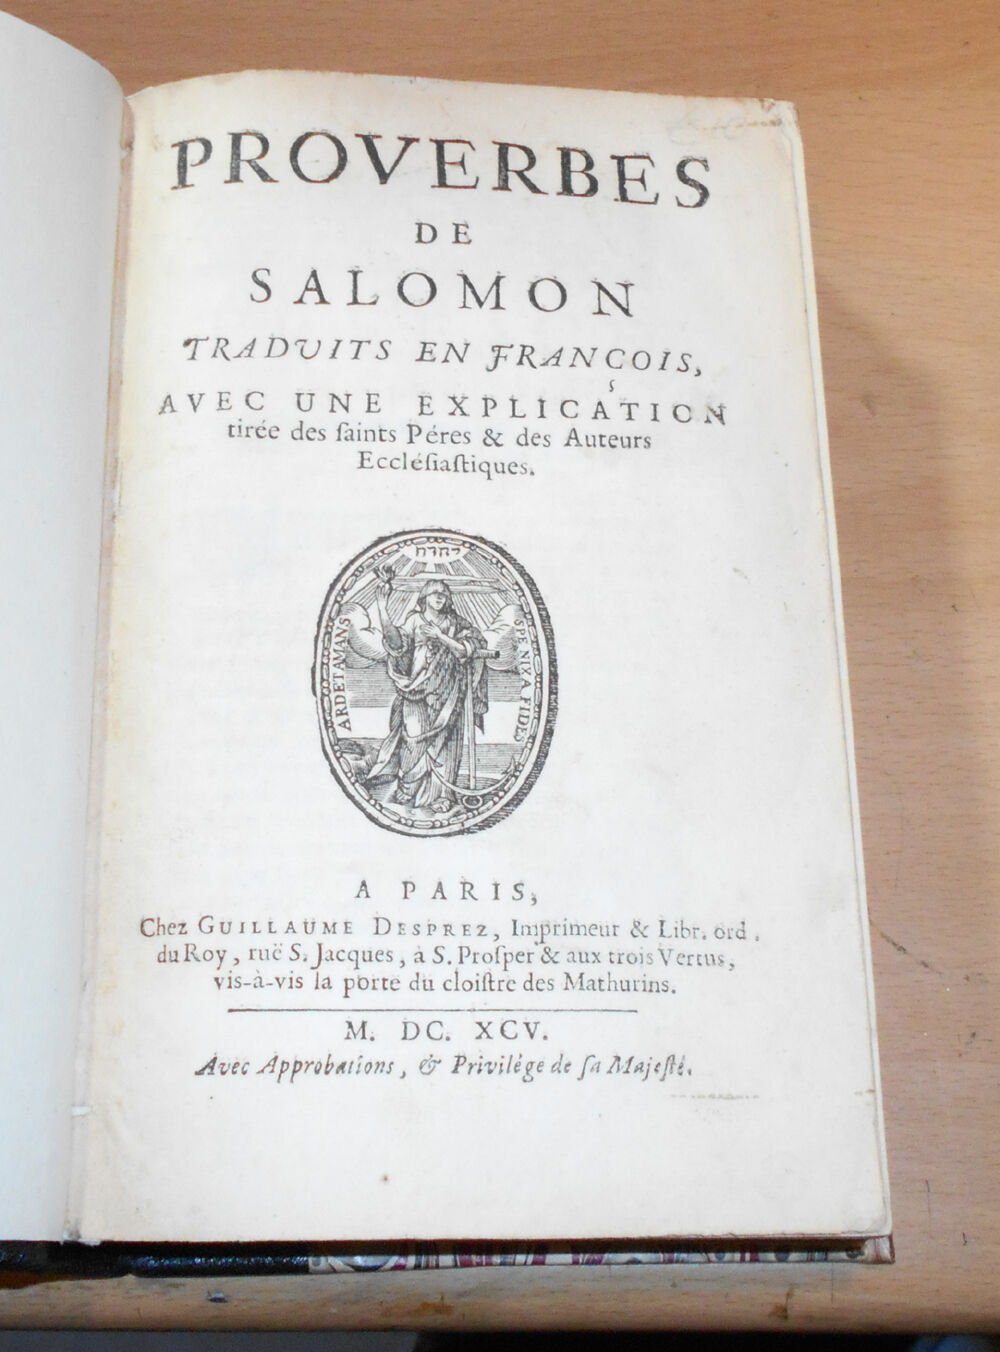 PROVERBES
DE
SALOMON
TRADUITS EN FRANÇOIS,
AVEC UNE EXPLICATION
tirée des ſaints Péres & des Auteurs
Eccléſiaſtiques.
ARDET AMANS
SPE NIXA FIDES
A PARIS,
Chez GUILLAUME DESPREZ, Imprimeur & Libr. ord.
du Roy, ruë S. Jacques, à S. Proſper & aux trois Vertus,
vis-à-vis la porte du cloiſtre des Mathurins.
M. DC. XCV.
Avec Approbations, & Privilége de ſa Majeſté.